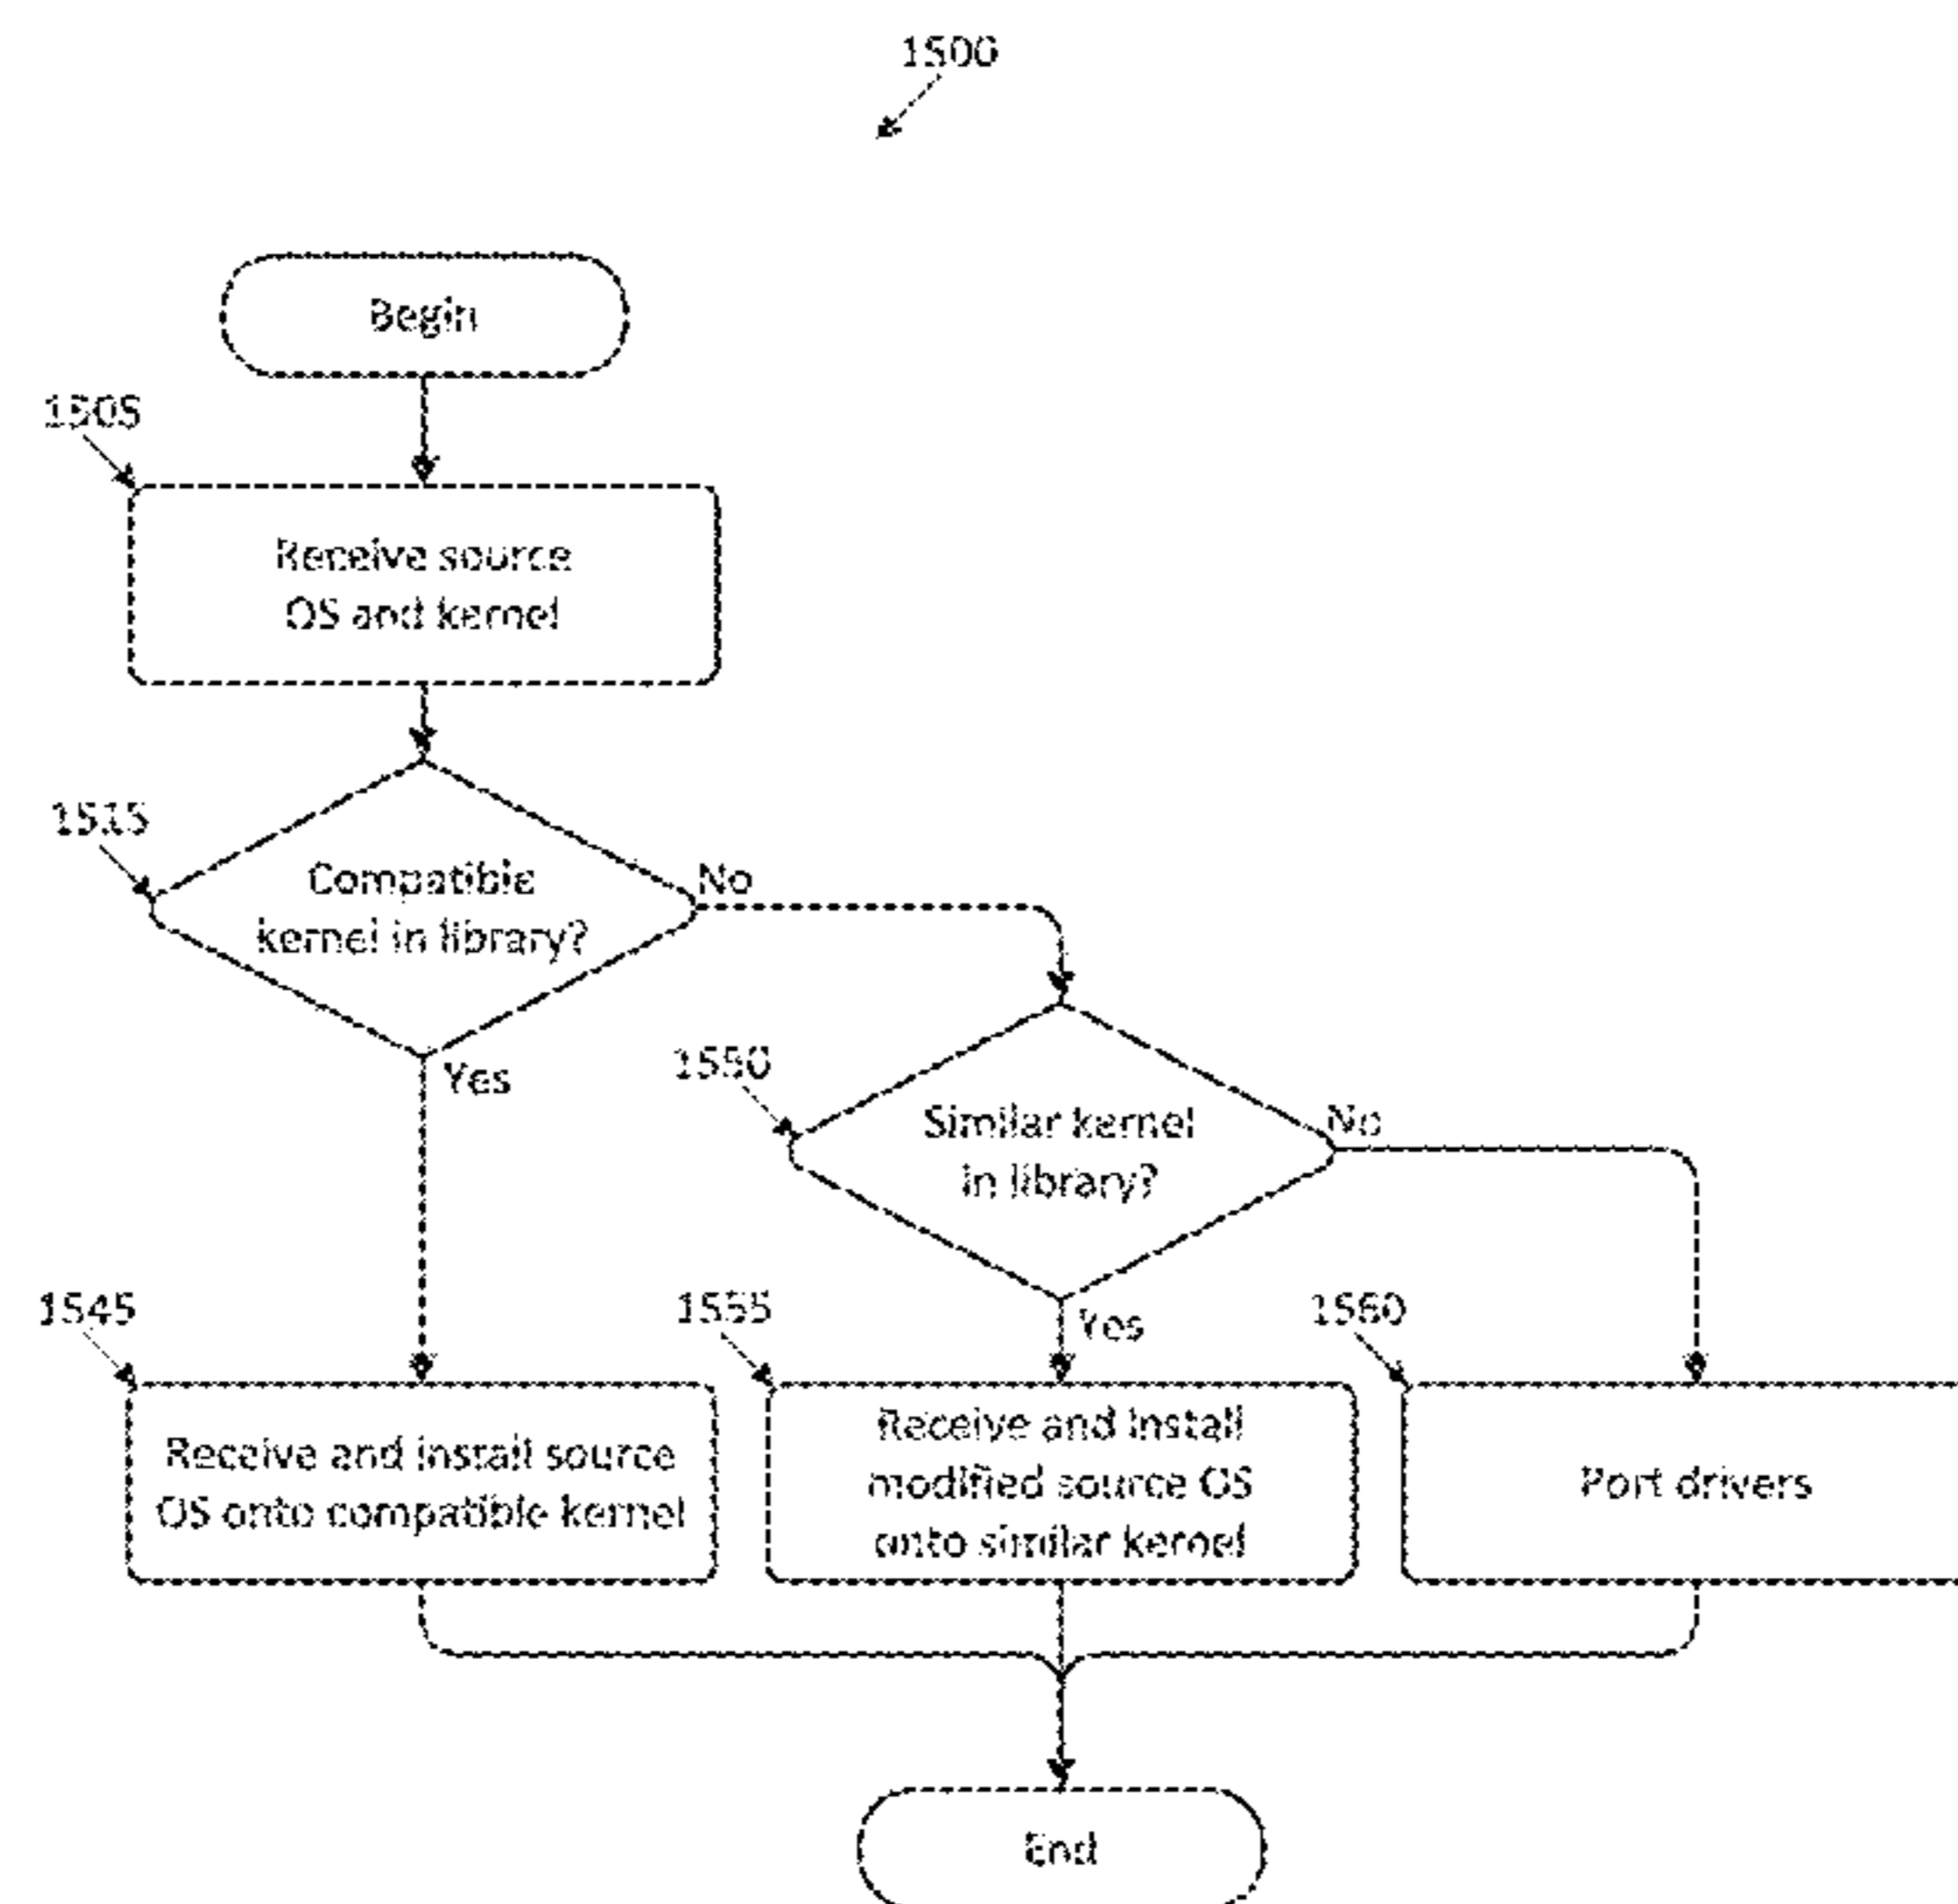 1500
Begin
1505
Receive source
OS and kernel
1515
Compatible
kernel in library?
No
Yes
1550
Similar kernel
in library?
No
Yes
1545
Receive and install source
OS onto compatible kernel
1555
Receive and install
modified source OS
onto similar kernel
1560
Port drivers
End